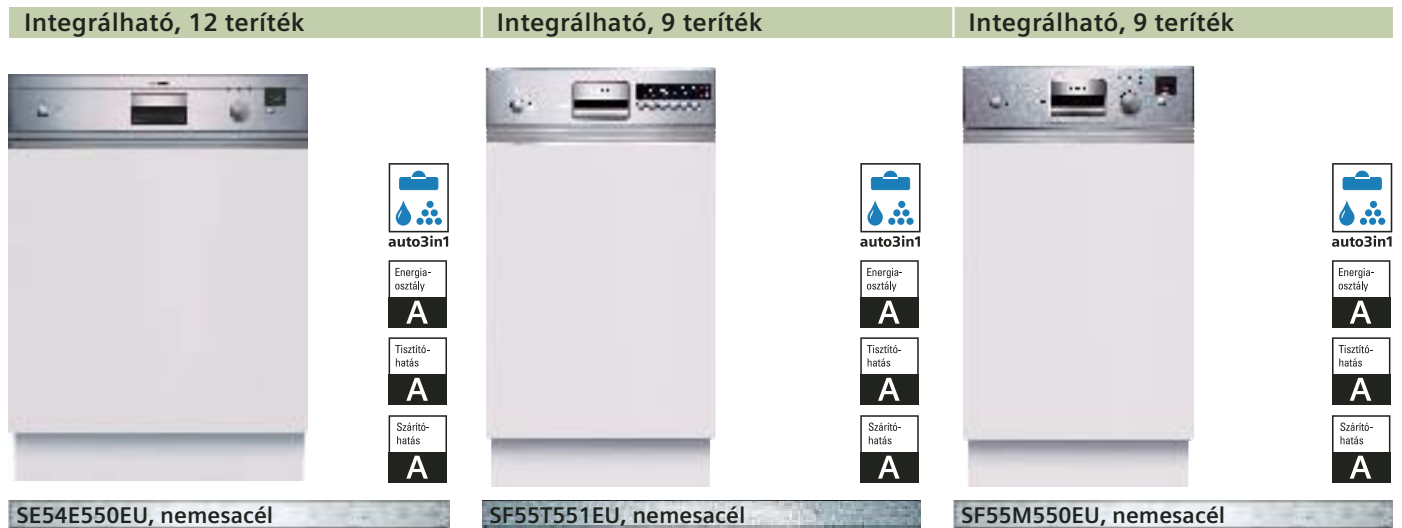 Integrálható, 12 teríték
Integrálható, 9 teríték
Integrálható, 9 teríték
auto3in1
Energia-
osztály
A
Tisztító-
hatás
A
Szárító-
hatás
A
auto3in1
Energia-
osztály
A
Tisztító-
hatás
A
Szárító-
hatás
A
auto3in1
Energia-
osztály
A
Tisztító-
hatás
A
Szárító-
hatás
A
SE54E550EU, nemesacél
SF55T551EU, nemesacél
SF55M550EU, nemesacél